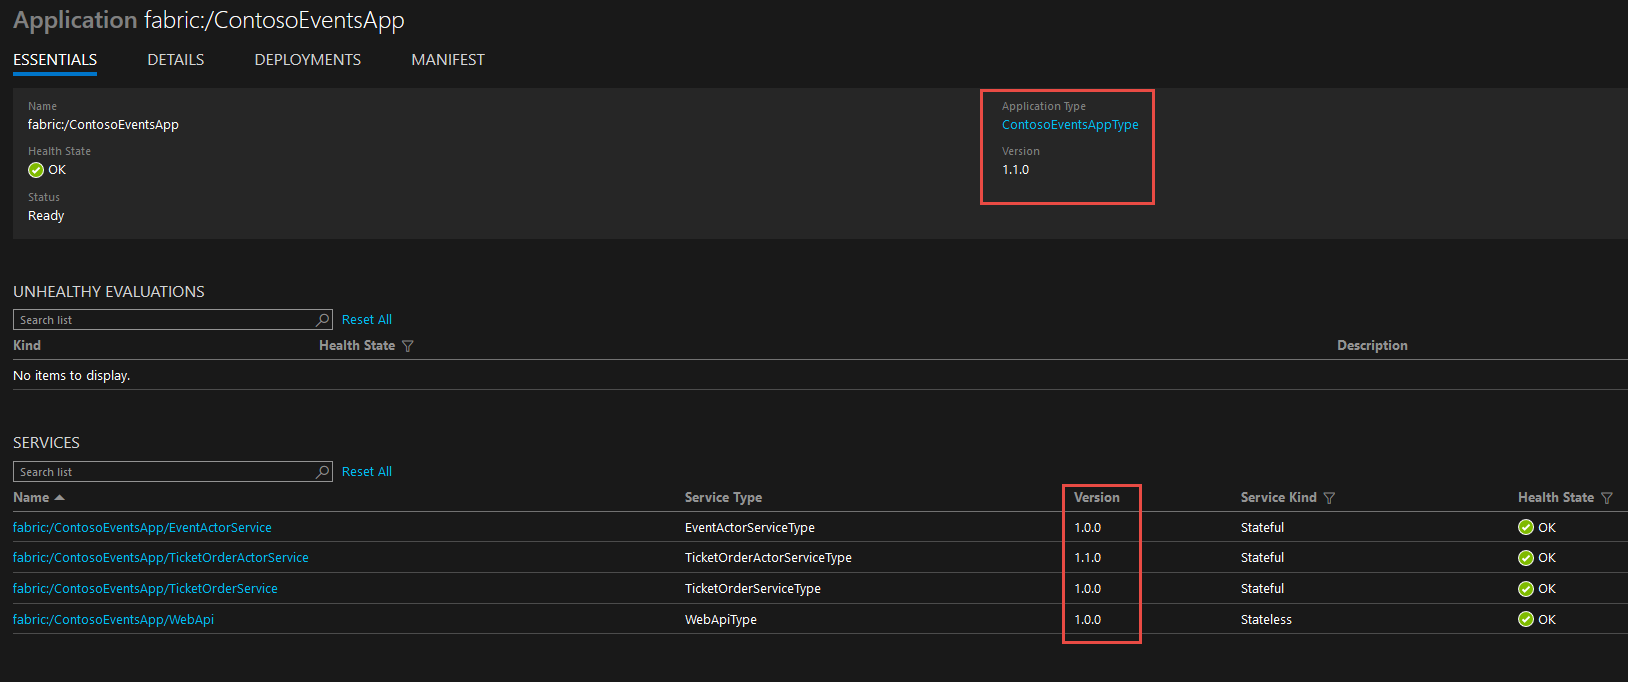 Application fabric:/ContosoEventsApp
ESSENTIALS DETAILS DEPLOYMENTS MANIFEST
Name Application Type
fabric:/ContosoEventsApp ContosoEventsAppType
Health State Version
OK 1.1.0
Status
Ready
UNHEALTHY EVALUATIONS
Search list Reset All
Kind Health State Description
No items to display.
SERVICES
Search list Reset All
Name Service Type Version Service Kind Health State
fabric:/ContosoEventsApp/EventActorService EventActorServiceType 1.0.0 Stateful OK
fabric:/ContosoEventsApp/TicketOrderActorService TicketOrderActorServiceType 1.1.0 Stateful OK
fabric:/ContosoEventsApp/TicketOrderService TicketOrderServiceType 1.0.0 Stateful OK
fabric:/ContosoEventsApp/WebApi WebApiType 1.0.0 Stateless OK